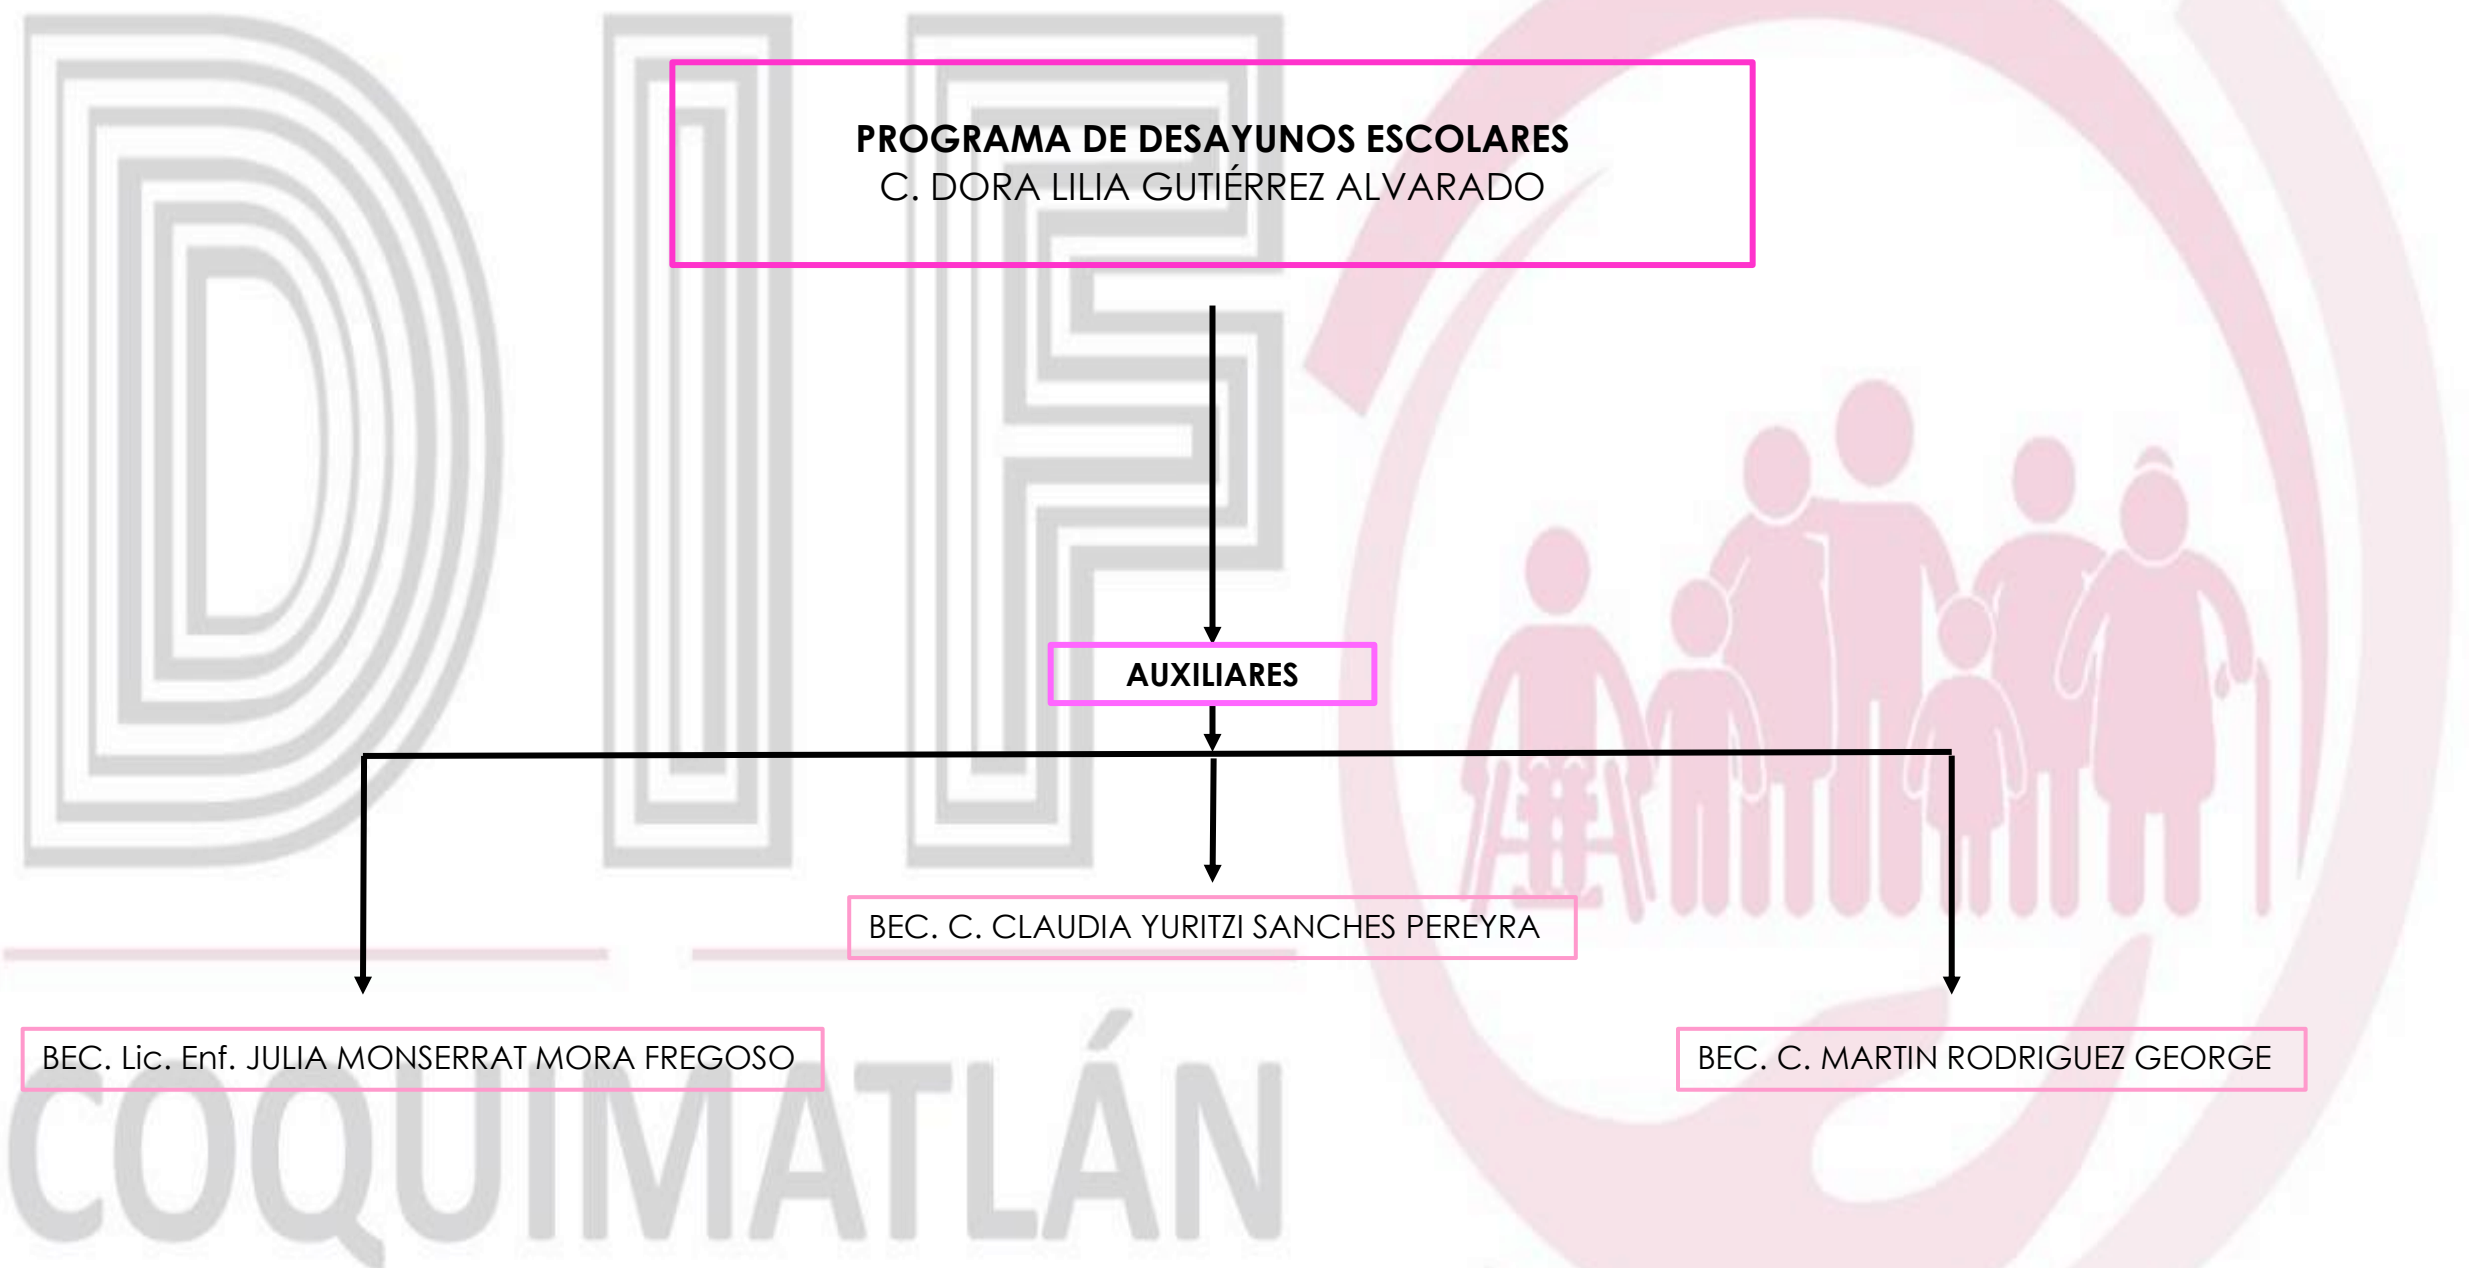 PROGRAMA DE DESAYUNOS ESCOLARES
C. DORA LILIA GUTIÉRREZ ALVARADO
AUXILIARES
BEC. C. CLAUDIA YURITZI SANCHES PEREYRA
BEC. Lic. Enf. JULIA MONSERRAT MORA FREGOSO
BEC. C. MARTIN RODRIGUEZ GEORGE
DIF
COQUIMATLÁN